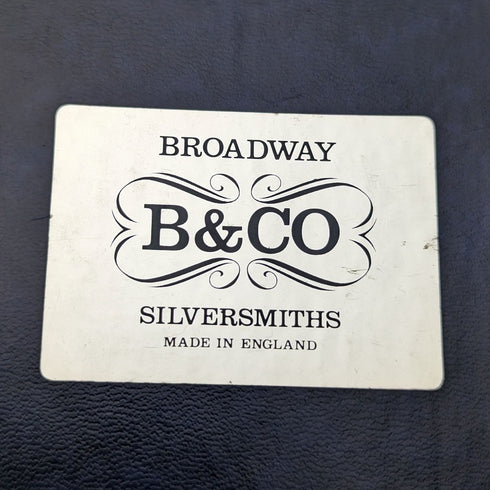 BROADWAY
B&CO
SILVERSMITHS
MADE IN ENGLAND